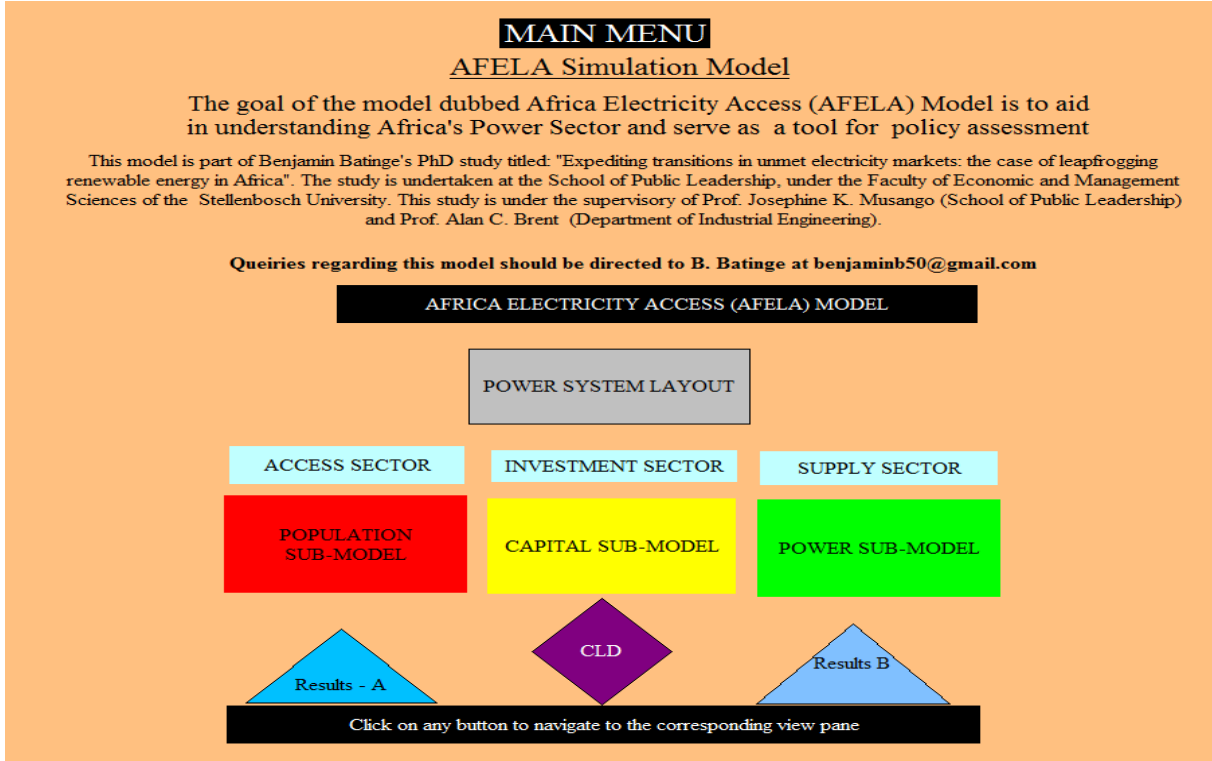 MAIN MENU
AFELA Simulation Model
The goal of the model dubbed Africa Electricity Access (AFELA) Model is to aid
in understanding Africa's Power Sector and serve as a tool for policy assessment
This model is part of Benjamin Batinge's PhD study titled: "Expediting transitions in unmet electricity markets: the case of leapfrogging
renewable energy in Africa". The study is undertaken at the School of Public Leadership, under the Faculty of Economic and Management
Sciences of the Stellenbosch University. This study is under the supervisory of Prof. Josephine K. Musango (School of Public Leadership)
and Prof. Alan C. Brent (Department of Industrial Engineering).
Queiries regarding this model should be directed to B. Batinge at benjaminb50@gmail.com
AFRICA ELECTRICITY ACCESS (AFELA) MODEL
POWER SYSTEM LAYOUT
ACCESS SECTOR
INVESTMENT SECTOR
SUPPLY SECTOR
POPULATION
SUB-MODEL
CAPITAL SUB-MODEL
POWER SUB-MODEL
Results - A
CLD
Results B
Click on any button to navigate to the corresponding view pane